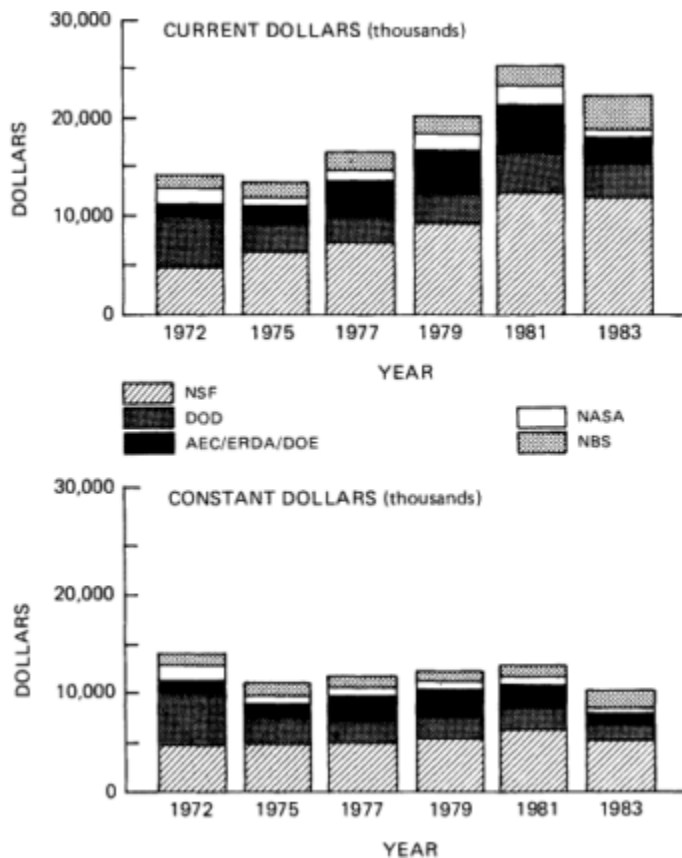 CURRENT DOLLARS (thousands)
30,000
20,000
10,000
0
DOLLARS
1972 1975 1977 1979 1981 1983
YEAR
NSF
DOD
AEC/ERDA/DOE
NASA
NBS
CONSTANT DOLLARS (thousands)
30,000
20,000
10,000
0
DOLLARS
1972 1975 1977 1979 1981 1983
YEAR